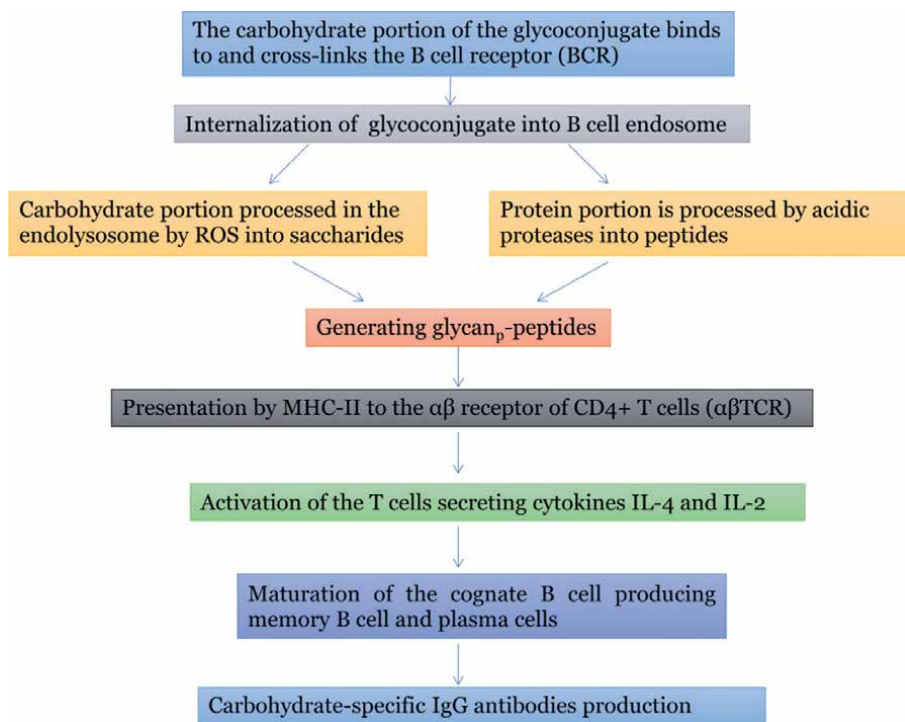 The carbohydrate portion of the glycoconjugate binds
to and cross-links the B cell receptor (BCR)
Internalization of glycoconjugate into B cell endosome
Carbohydrate portion processed in the
endolysosome by ROS into saccharides
Protein portion is processed by acidic
proteases into peptides
Generating glycanₚ-peptides
Presentation by MHC-II to the αβ receptor of CD4+ T cells (αβTCR)
Activation of the T cells secreting cytokines IL-4 and IL-2
Maturation of the cognate B cell producing
memory B cell and plasma cells
Carbohydrate-specific IgG antibodies production